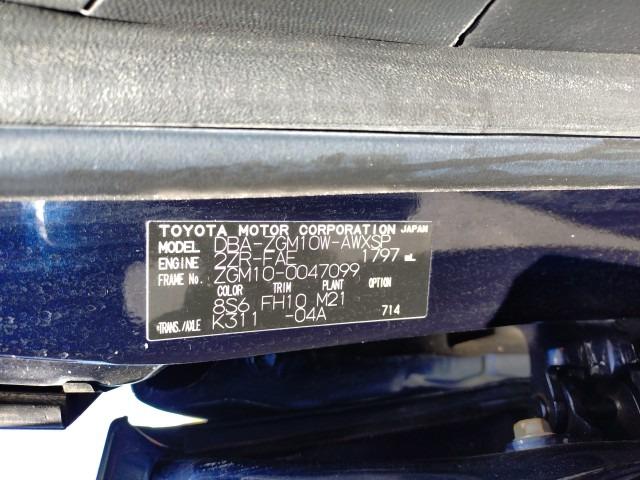 TOYOTA MOTOR CORPORATION JAPAN
MODEL DBA-ZGM10W-AWXSP
ENGINE 2ZR-FAE 1797 mL
FRAME No. ZGM10-0047099
COLOR TRIM PLANT OPTION
8S6 FH10 M21
TRANS./AXLE K311 -04A 714